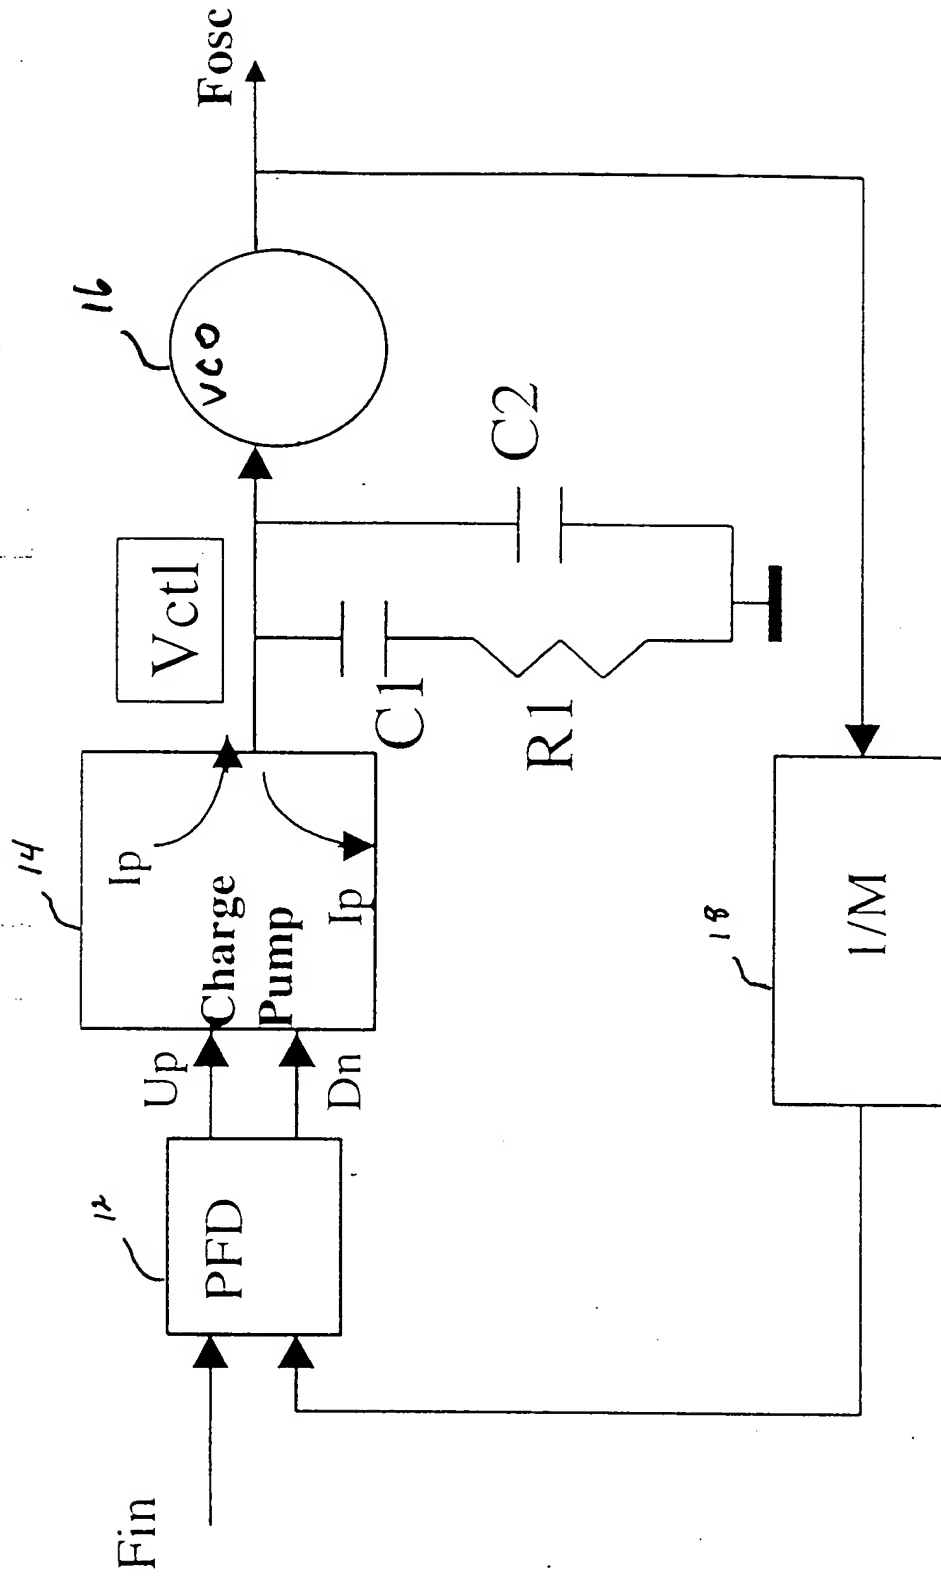 Fin
12
PFD
Up
Dn
14
Ip
Charge
Pump
Ip
Vctl
C1
R1
C2
16
VCO
Fosc
18
1/M